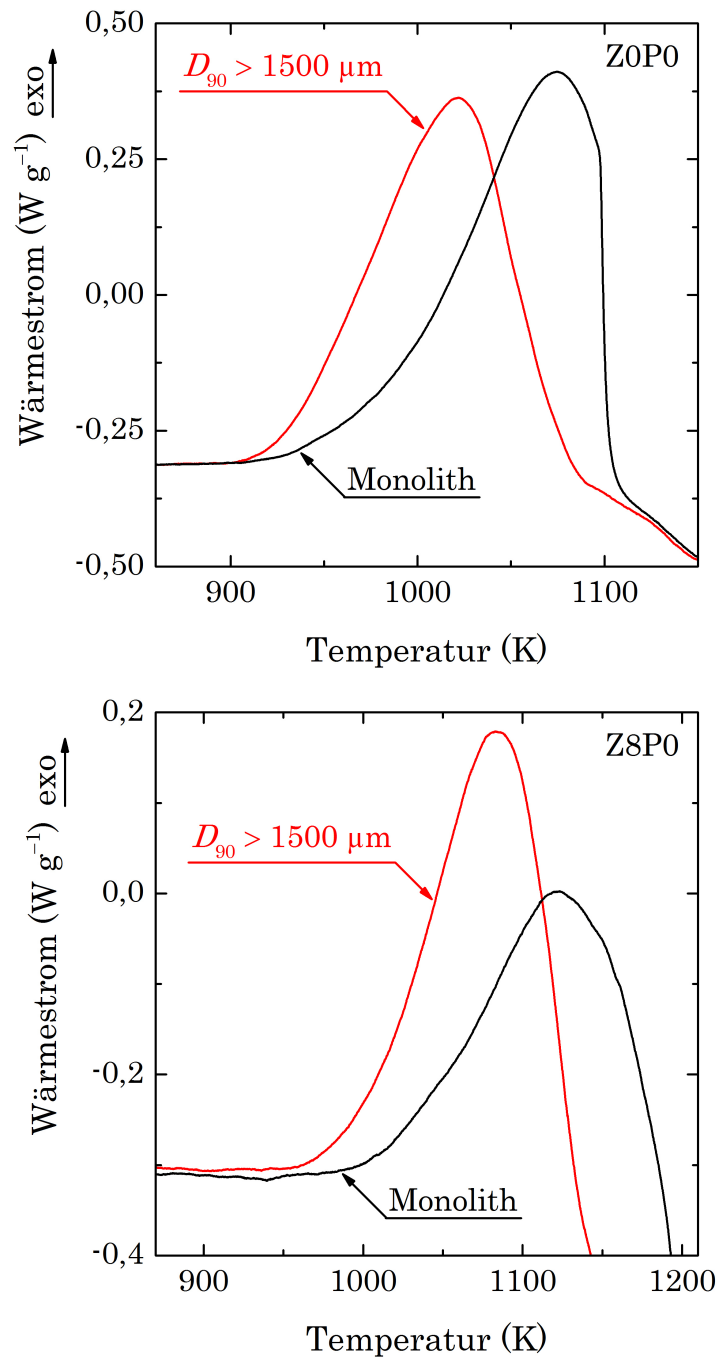 0,50
Z0P0
D90 > 1500 µm
0,25
0,00
-0,25
Monolith
-0,50
900 1000 1100
Temperatur (K)
Wärmestrom (W g⁻¹) exo
0,2
Z8P0
D90 > 1500 µm
0,0
-0,2
Monolith
-0,4
900 1000 1100 1200
Temperatur (K)
Wärmestrom (W g⁻¹) exo